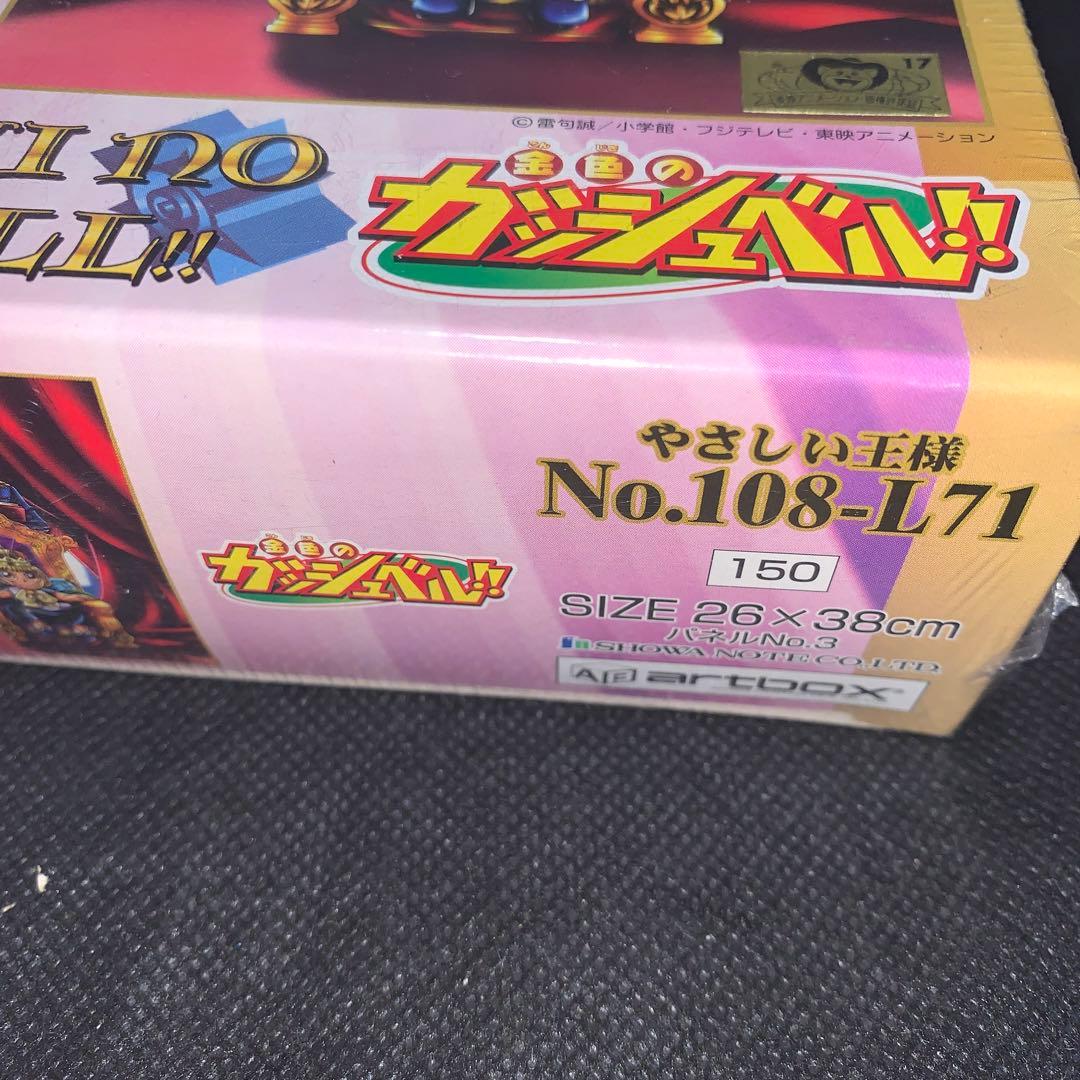 17
©雷句誠/小学館・フジテレビ・東映アニメーション
I NO
LL!!
金色の
ガッシュベル!!
やさしい王様
No.108-L71
金色の
ガッシュベル!!
150
SIZE 26×38cm
パネルNo.3
SHOWA NOTE CO.,LTD.
artbox